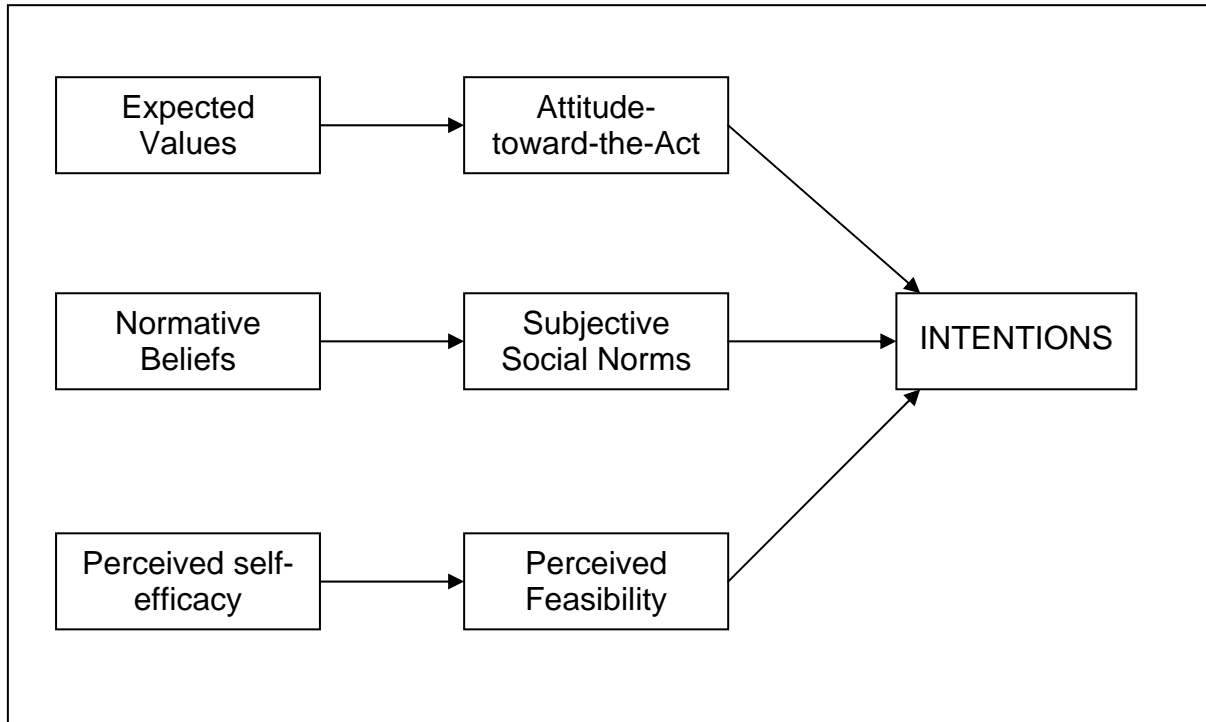 Expected
Values
Attitude-
toward-the-Act
Normative
Beliefs
Subjective
Social Norms
INTENTIONS
Perceived self-
efficacy
Perceived
Feasibility